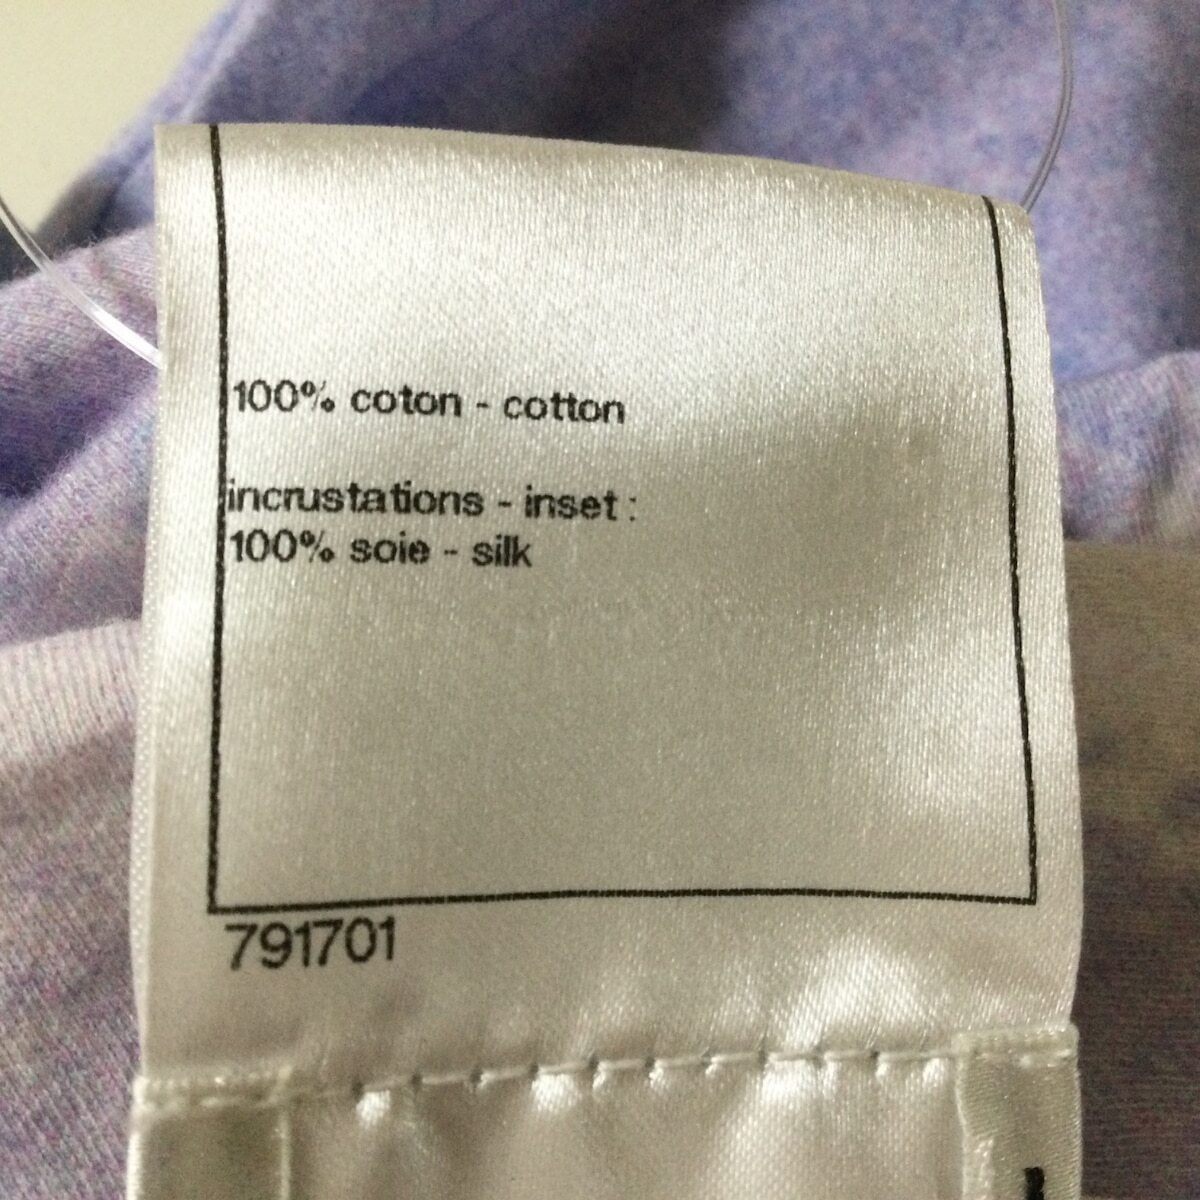 100% coton - cotton
incrustations - inset :
100% soie - silk
791701